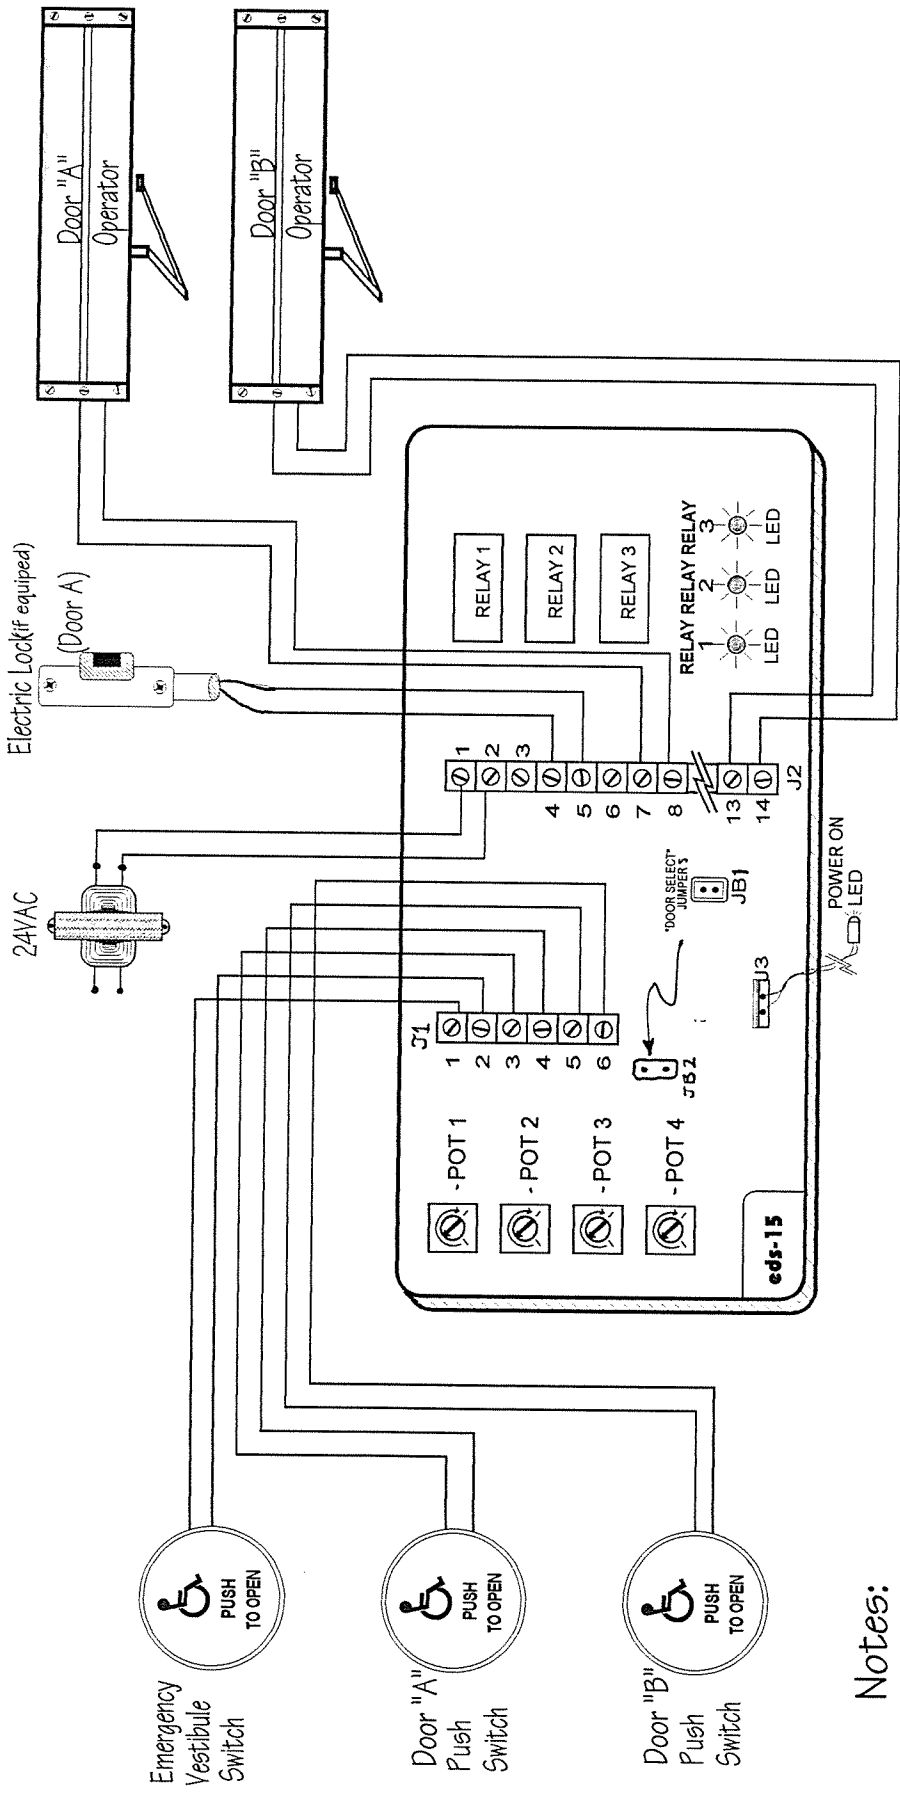 Emergency
Vestibule
Switch
PUSH
TO OPEN
Door "A"
Push
Switch
PUSH
TO OPEN
Door "B"
Push
Switch
PUSH
TO OPEN
Notes:
24VAC
Electric Lock(if equiped)
(Door A)
Door "A"
Operator
Door "B"
Operator
J1
1
2
3
4
5
6
-POT 1
-POT 2
-POT 3
-POT 4
eds-15
JB2
"DOOR SELECT"
JUMPER S
JB1
J3
POWER ON
LED
1
2
3
4
5
6
7
8
13
14
J2
RELAY 1
RELAY 2
RELAY 3
RELAY RELAY RELAY
1 2 3
LED LED LED